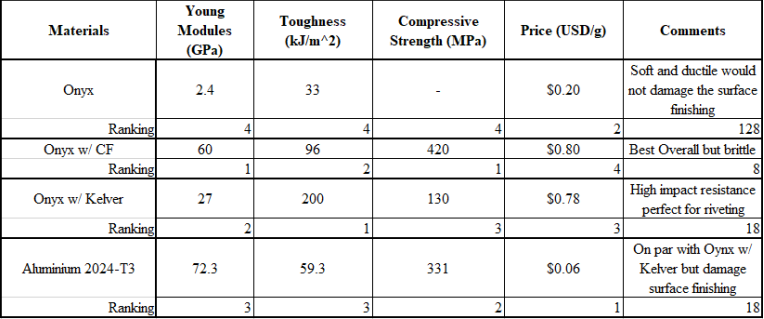 Materials
Young
Modules
(GPa)
Toughness
(kJ/m^2)
Compressive
Strength (MPa)
Price (USD/g)
Comments
Onyx
2.4
33
-
$0.20
Soft and ductile would
not damage the surface
finishing
Ranking 4 4 4 2 128
Onyx w/ CF 60 96 420 $0.80 Best Overall but brittle
Ranking 1 2 1 4 8
Onyx w/ Kelver
27
200
130
$0.78
High impact resistance
perfect for riveting
Ranking 2 1 3 3 18
Aluminium 2024-T3
72.3
59.3
331
$0.06
On par with Oynx w/
Kelver but damage
surface finishing
Ranking 3 3 2 1 18